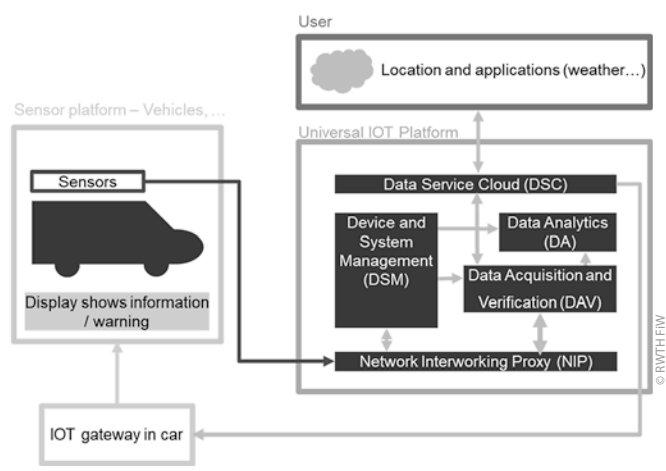 User
Location and applications (weather…)
Sensor platform – Vehicles, …
Universal IOT Platform
Sensors
Data Service Cloud (DSC)
Device and
System
Management
(DSM)
Data Analytics
(DA)
Data Acquisition and
Verification (DAV)
Display shows information
/ warning
Network Interworking Proxy (NIP)
IOT gateway in car
© RWTH FiW